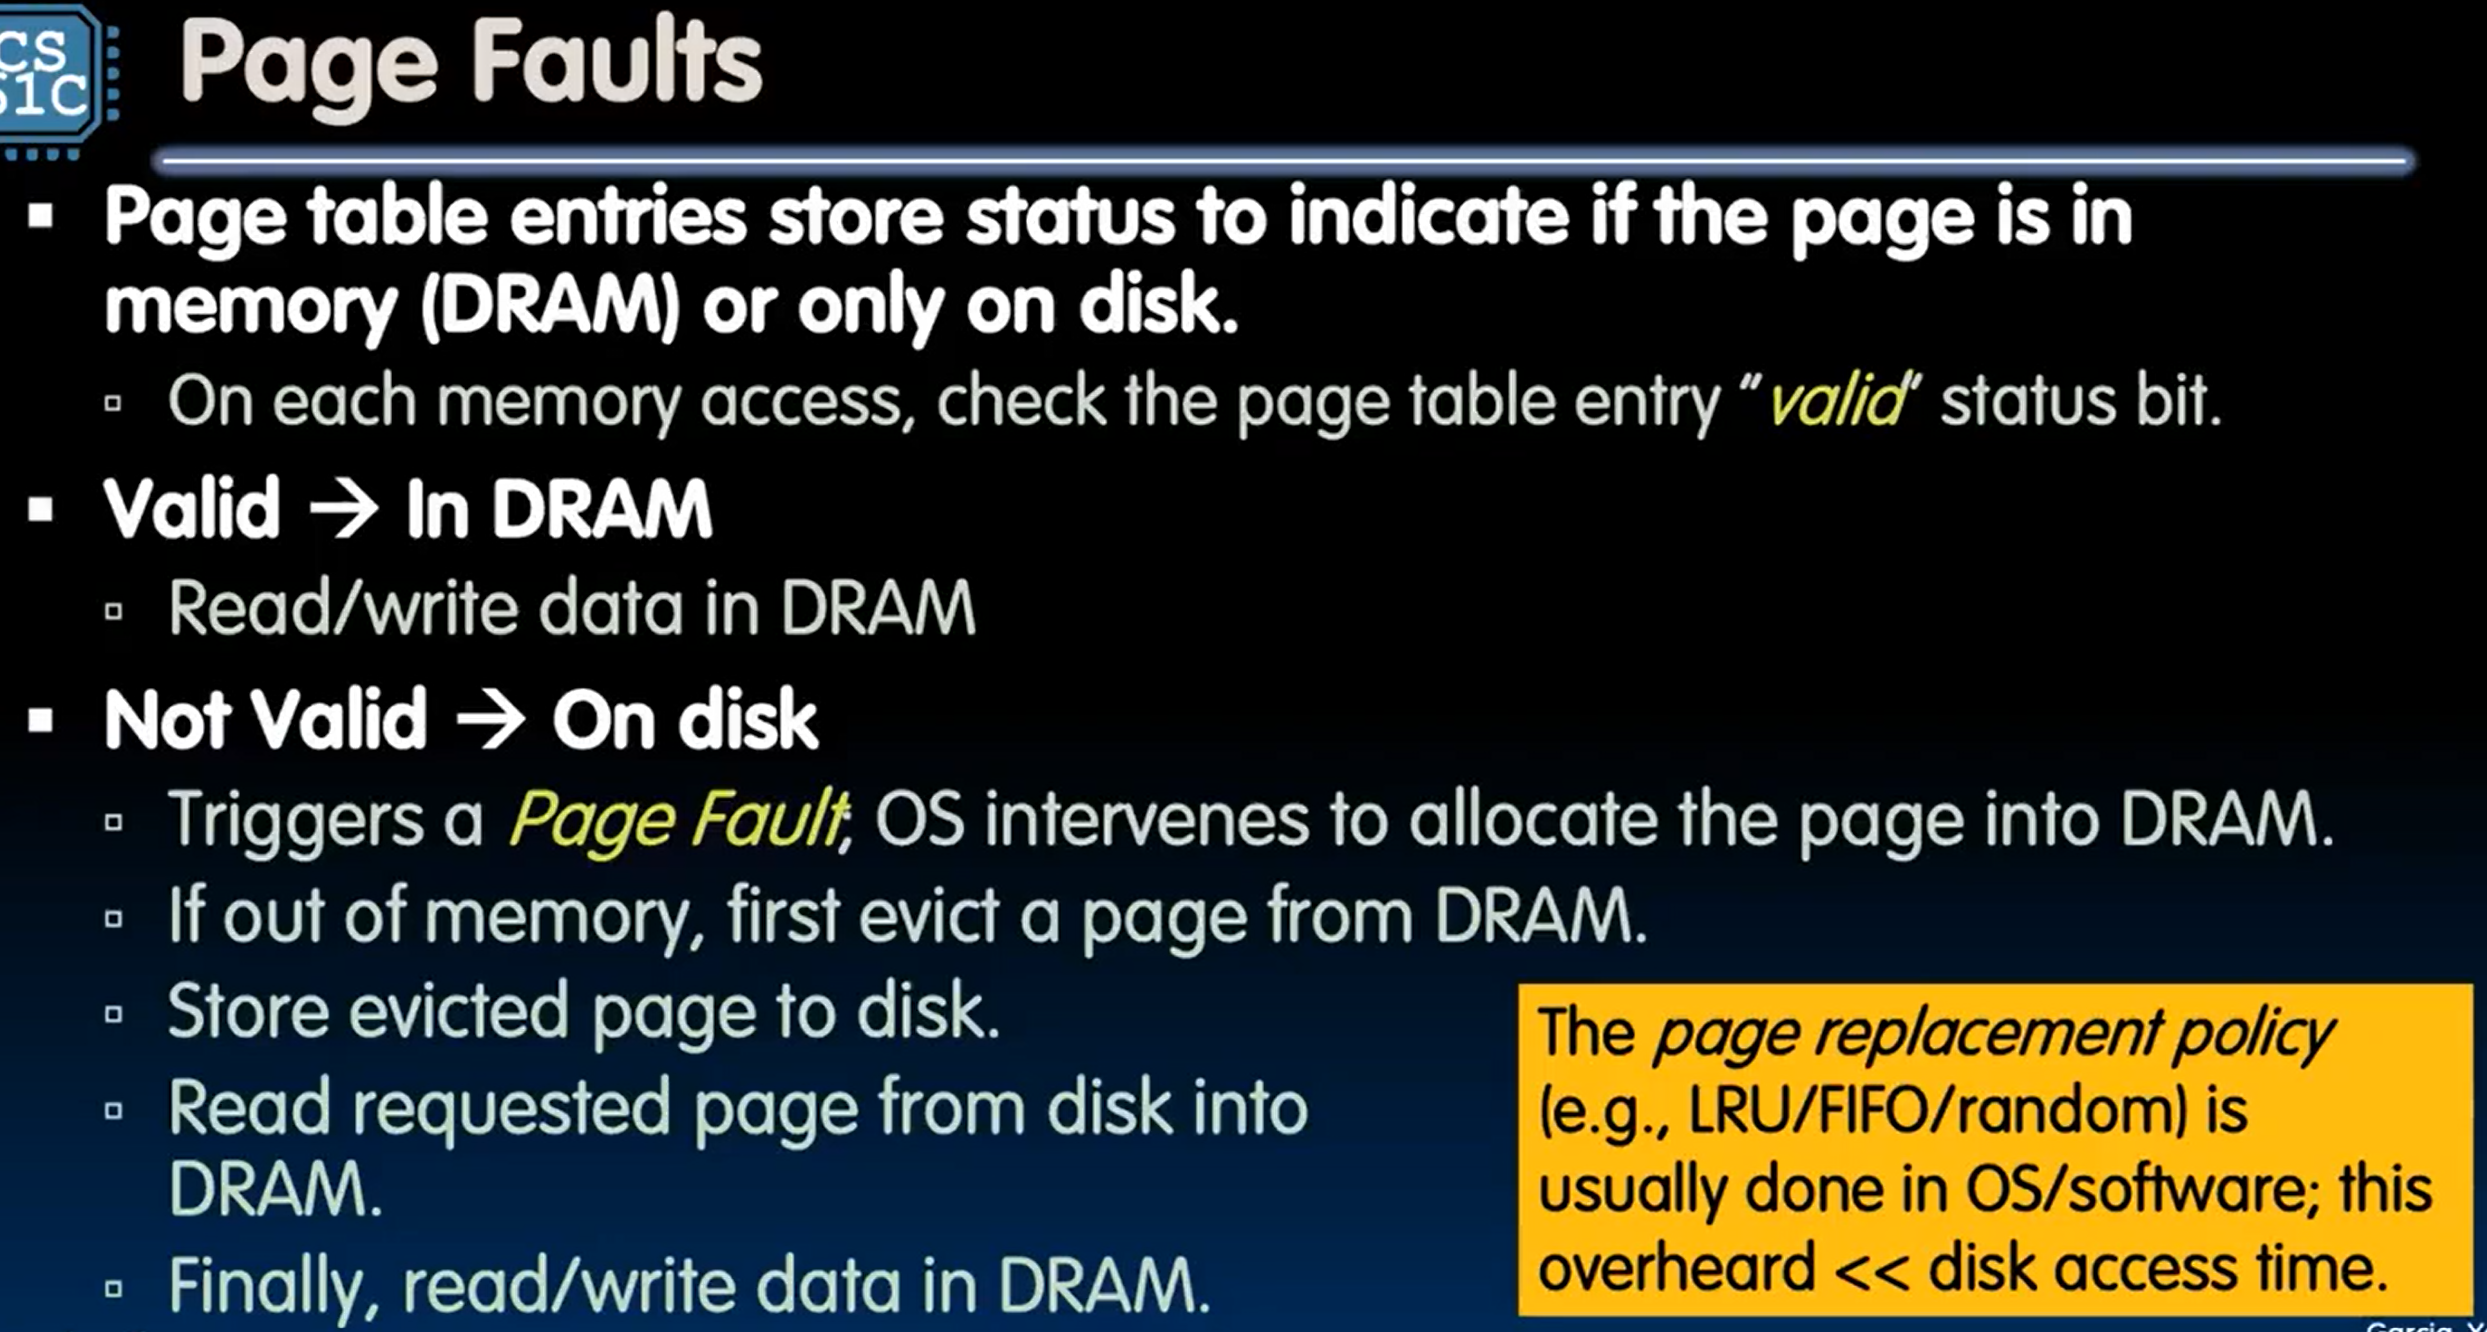 CS
61C
Page Faults
Page table entries store status to indicate if the page is in
memory (DRAM) or only on disk.
On each memory access, check the page table entry “valid” status bit.
Valid → In DRAM
Read/write data in DRAM
Not Valid → On disk
Triggers a Page Fault; OS intervenes to allocate the page into DRAM.
If out of memory, first evict a page from DRAM.
Store evicted page to disk.
Read requested page from disk into
DRAM.
Finally, read/write data in DRAM.
The page replacement policy
(e.g., LRU/FIFO/random) is
usually done in OS/software; this
overheard << disk access time.
Garcia,